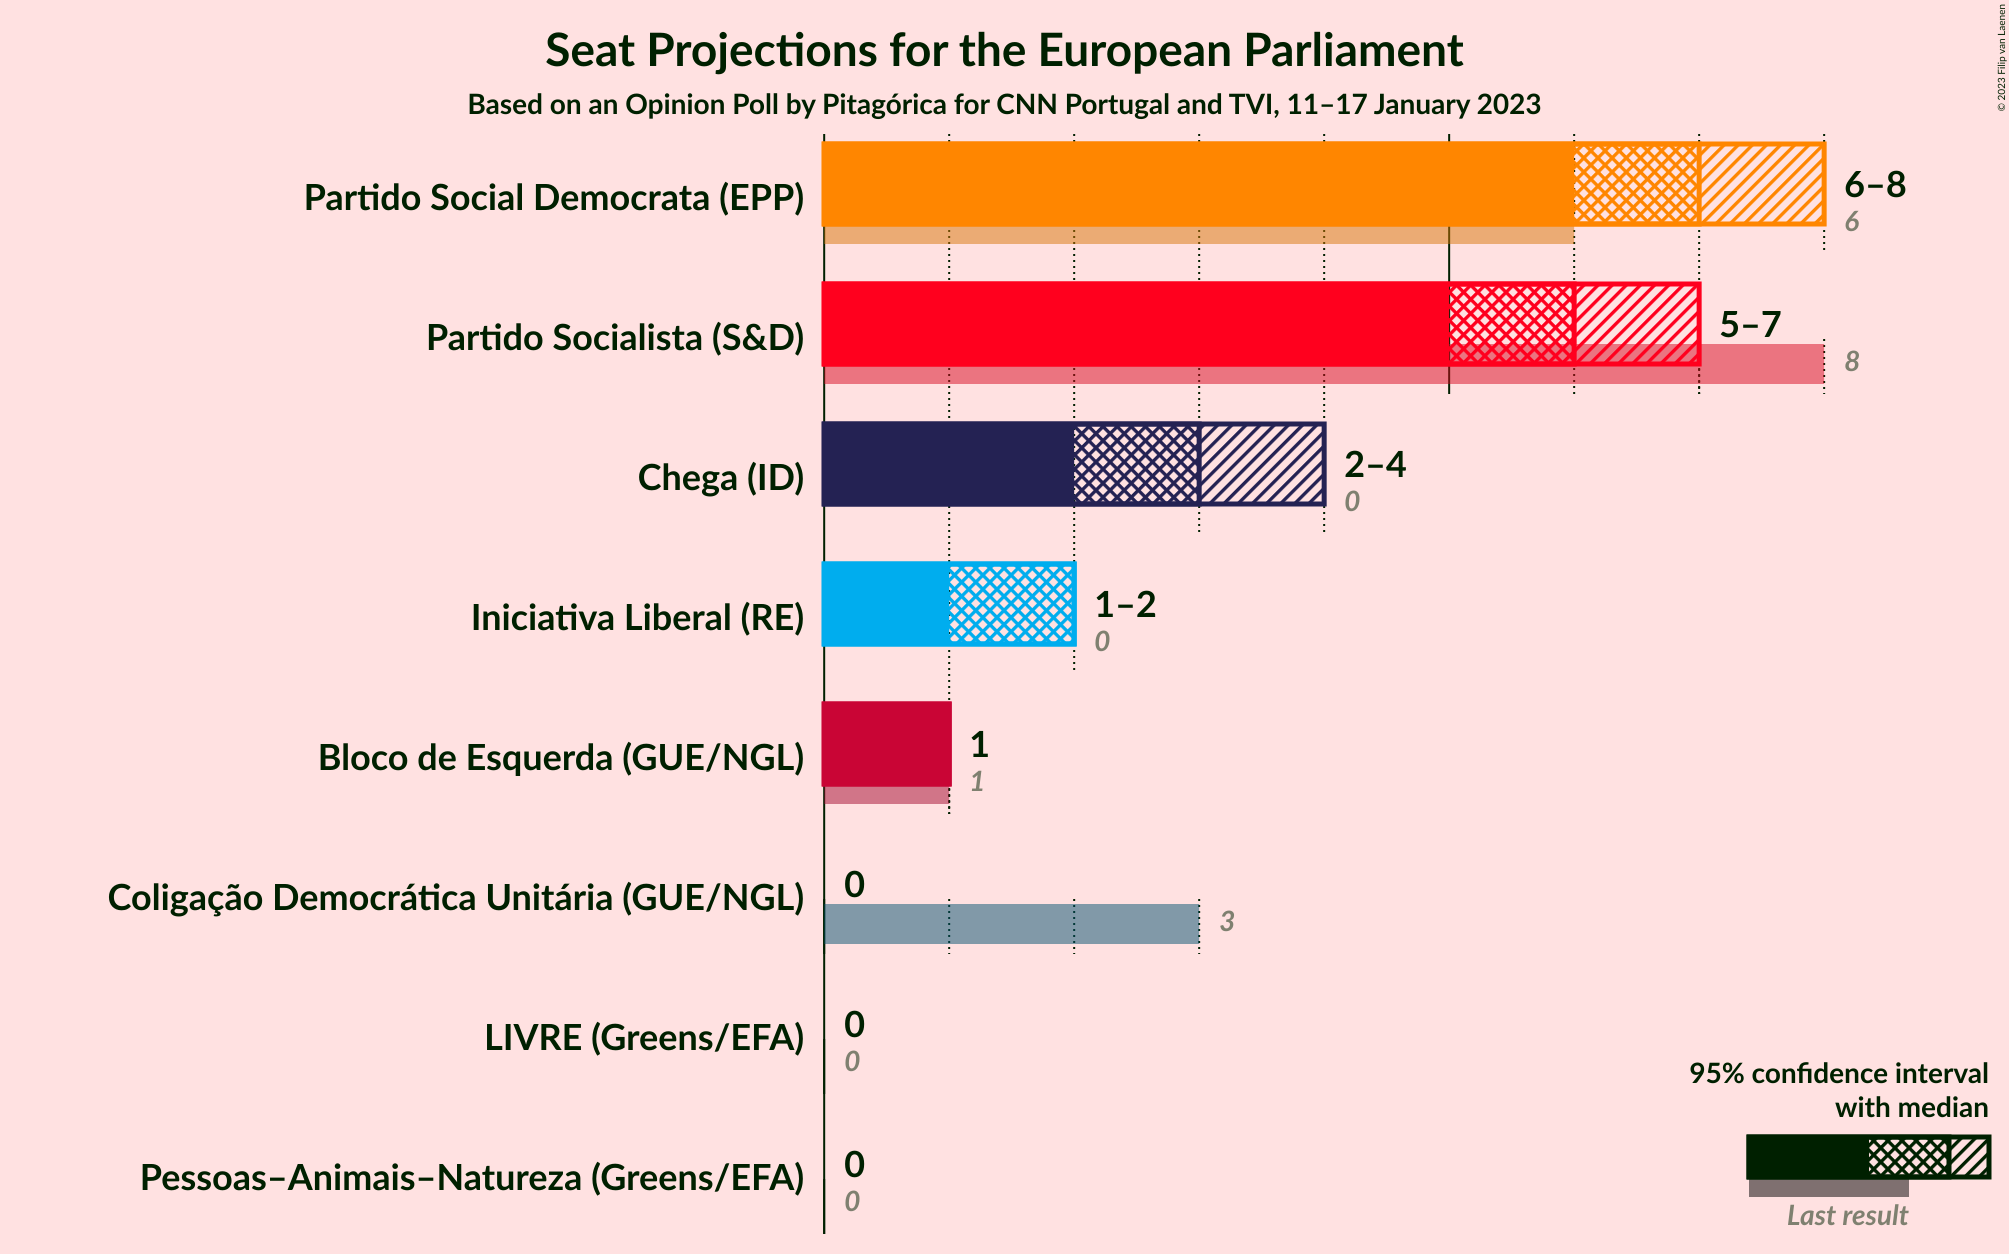 Seat Projections for the European Parliament
Based on an Opinion Poll by Pitagórica for CNN Portugal and TVI, 11–17 January 2023
© 2023 Filip van Laenen
Partido Social Democrata (EPP)
6–8
6
Partido Socialista (S&D)
5–7
8
Chega (ID)
2–4
0
Iniciativa Liberal (RE)
1–2
0
Bloco de Esquerda (GUE/NGL)
1
1
Coligação Democrática Unitária (GUE/NGL)
0
3
LIVRE (Greens/EFA)
0
0
Pessoas–Animais–Natureza (Greens/EFA)
0
0
95% confidence interval
with median
Last result